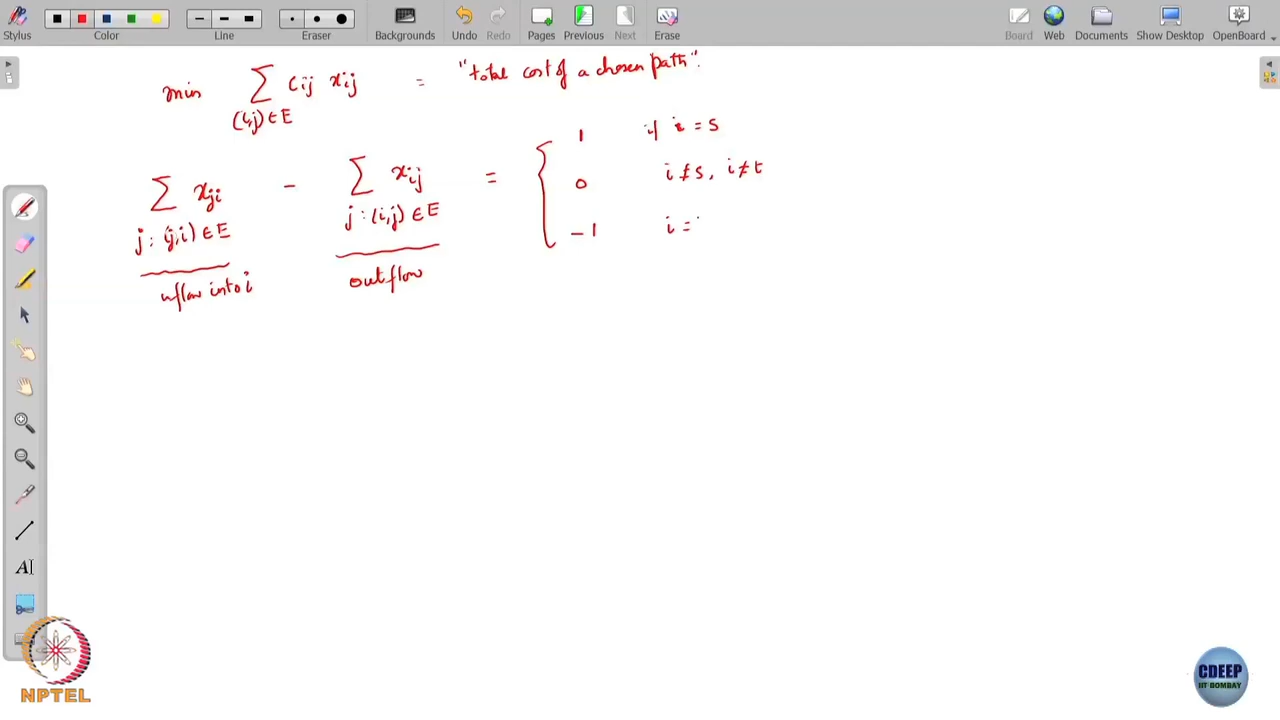 Stylus Color Line Eraser Backgrounds Undo Redo Pages Previous Next Erase Board Web Documents Show Desktop OpenBoard
min ∑ cij xij = "total cost of a chosen path".
(i,j) ∈ E
∑ xji - ∑ xij = { 1 if i = s
0 i ≠ s, i ≠ t
-1 i =
j : (j,i) ∈ E j : (i,j) ∈ E
inflow into i outflow
NPTEL
CDEEP
IIT BOMBAY